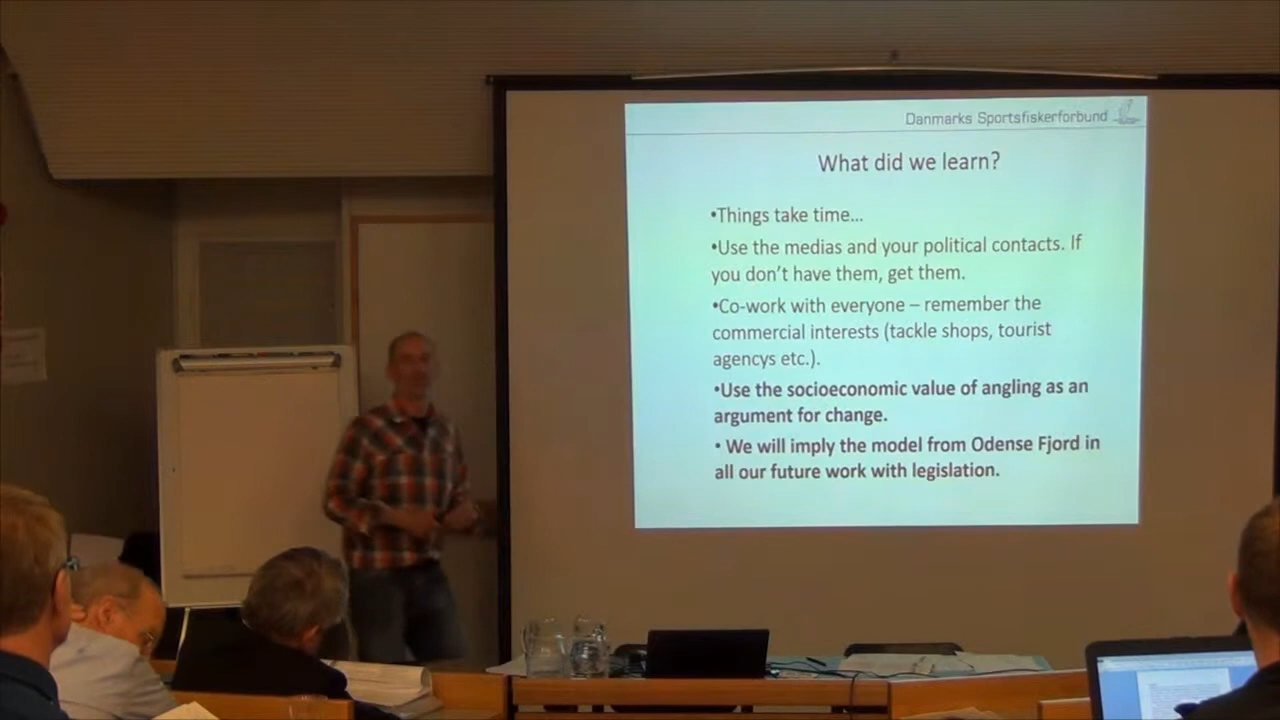 Danmarks Sportsfiskerforbund
What did we learn?
•Things take time...
•Use the medias and your political contacts. If
you don't have them, get them.
•Co-work with everyone – remember the
commercial interests (tackle shops, tourist
agencys etc.).
•Use the socioeconomic value of angling as an
argument for change.
• We will imply the model from Odense Fjord in
all our future work with legislation.